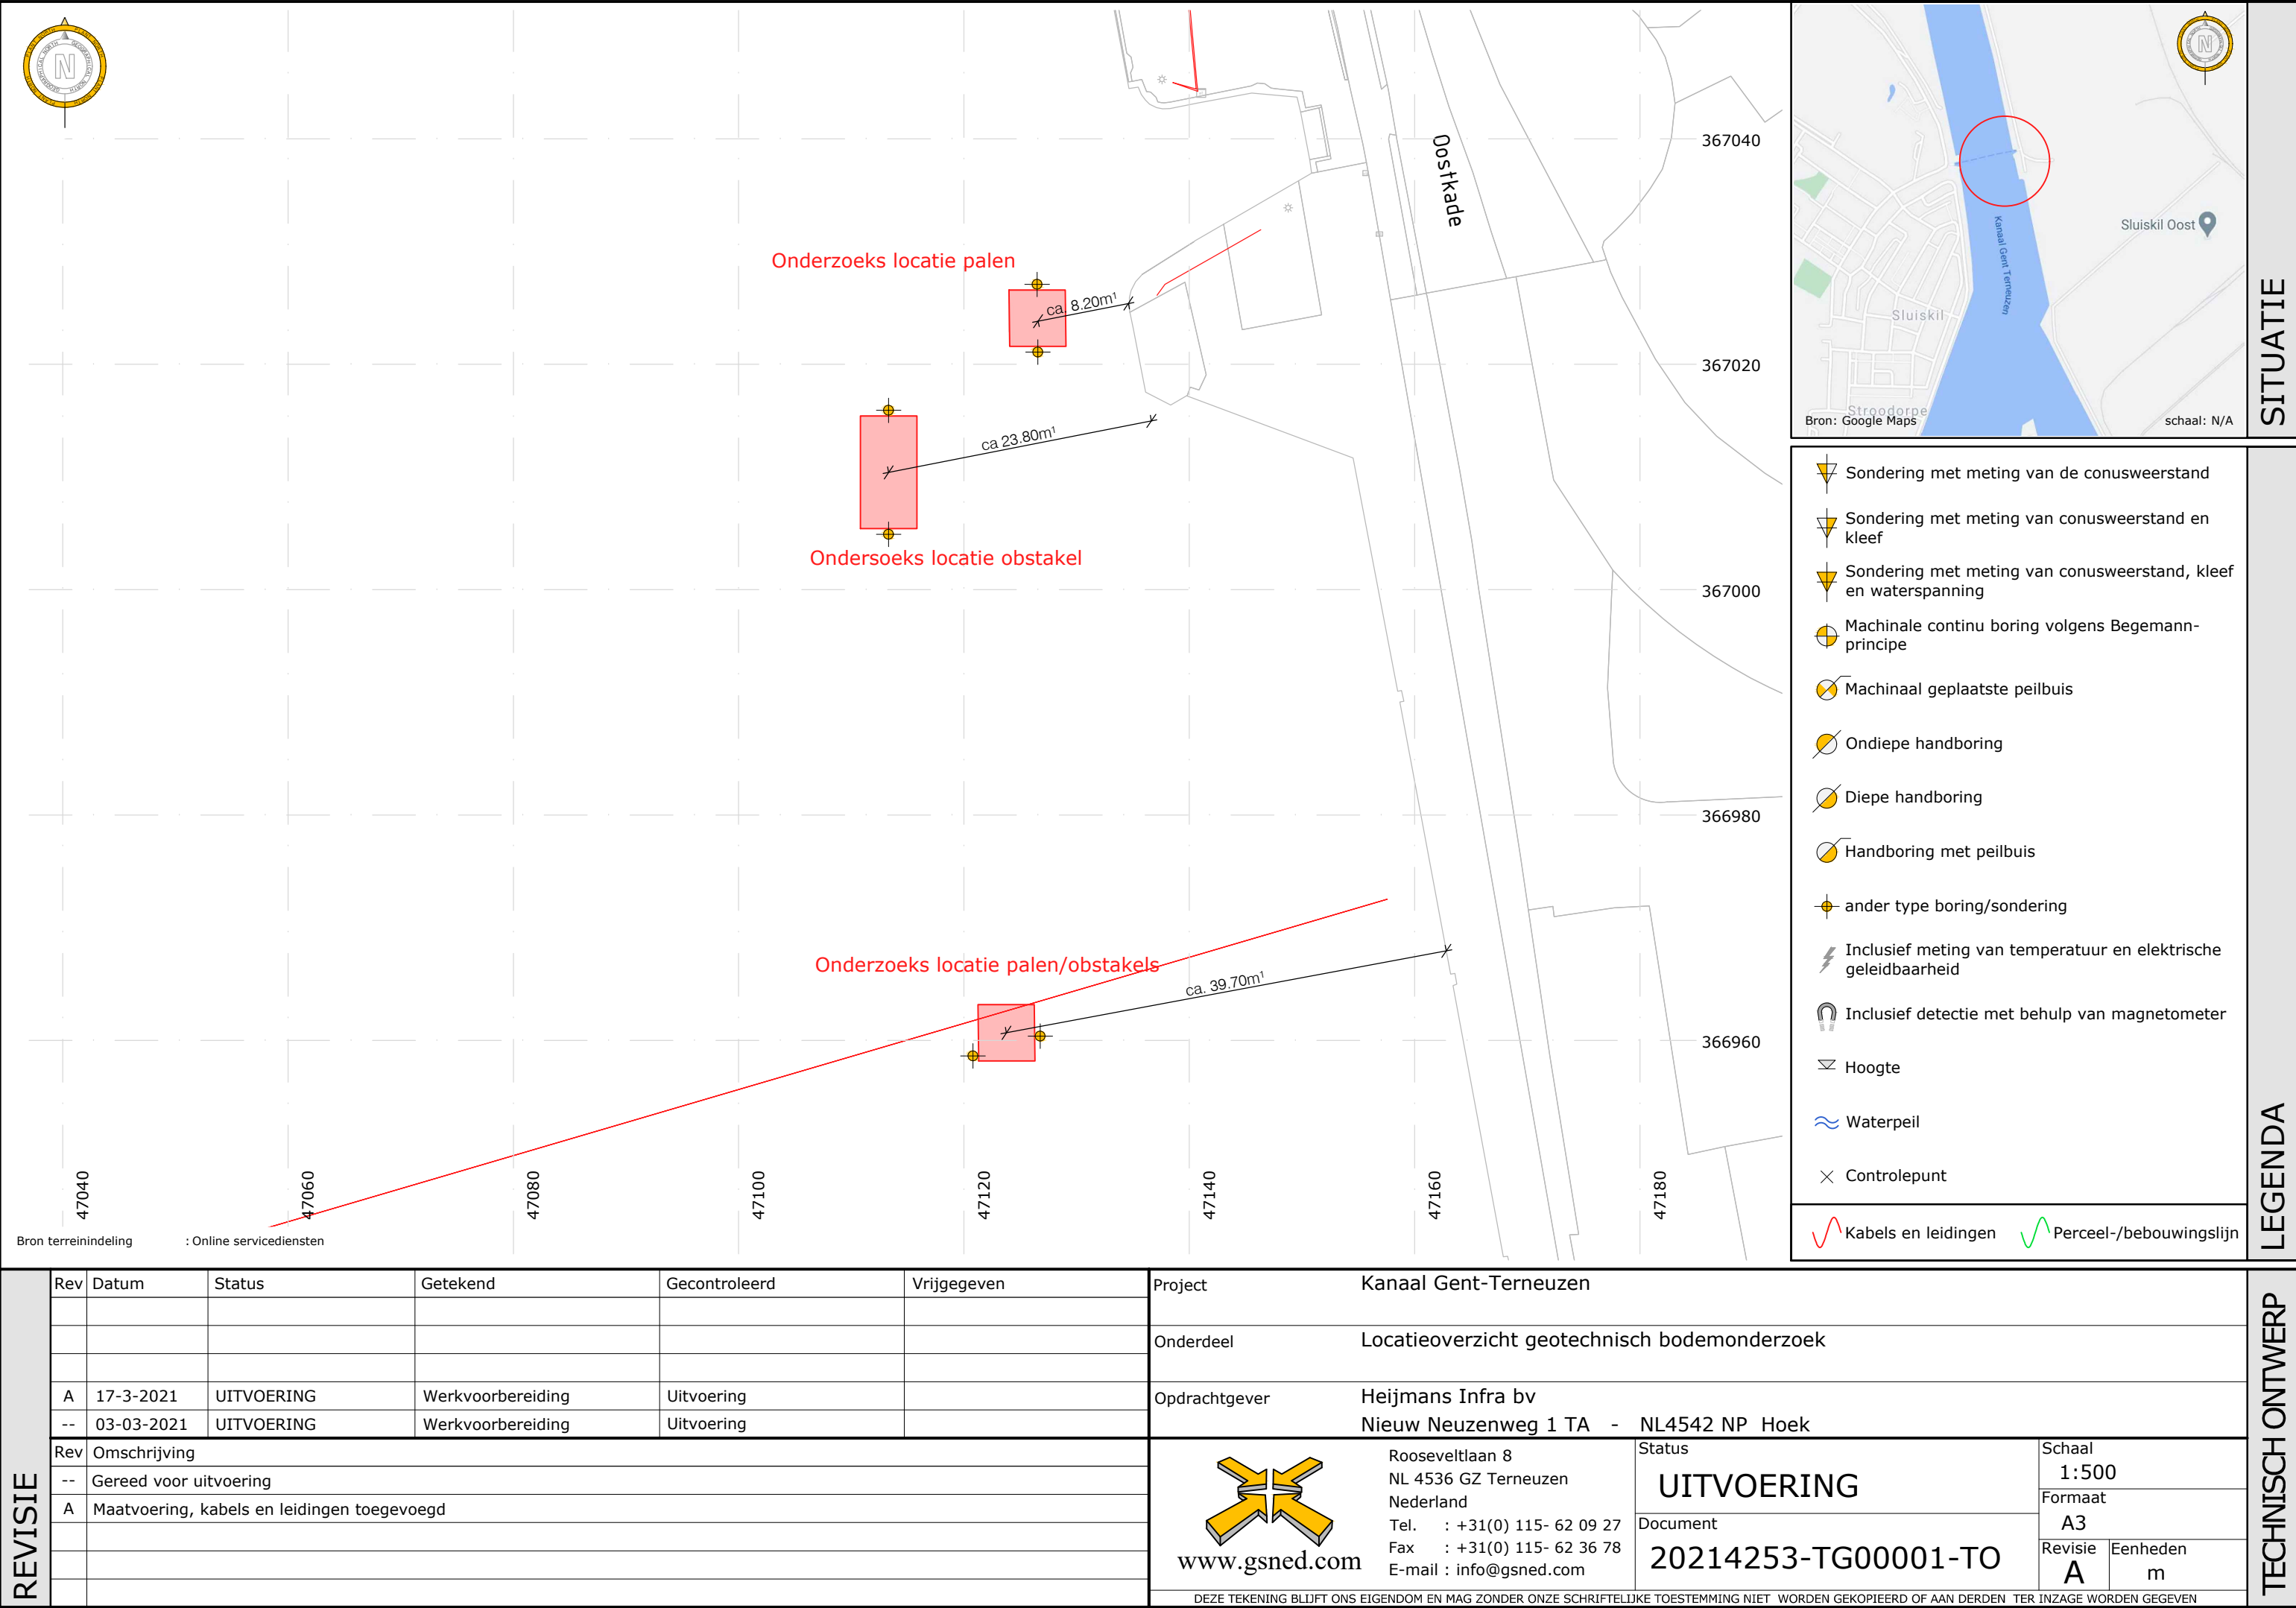 N
Oostkade
367040
367020
367000
366980
366960
Onderzoeks locatie palen
ca. 8.20m¹
ca 23.80m¹
Ondersoeks locatie obstakel
Onderzoeks locatie palen/obstakels
ca. 39.70m¹
47040
47060
47080
47100
47120
47140
47160
47180
Bron terreinindeling : Online servicediensten
N
Kanaal Gent Terneuzen
Sluiskil Oost
Sluiskil
Stroodorpe
Bron: Google Maps
schaal: N/A
SITUATIE
Sondering met meting van de conusweerstand
Sondering met meting van conusweerstand en
kleef
Sondering met meting van conusweerstand, kleef
en waterspanning
Machinale continu boring volgens Begemann-
principe
Machinaal geplaatste peilbuis
Ondiepe handboring
Diepe handboring
Handboring met peilbuis
ander type boring/sondering
Inclusief meting van temperatuur en elektrische
geleidbaarheid
Inclusief detectie met behulp van magnetometer
Hoogte
Waterpeil
Controlepunt
Kabels en leidingen Perceel-/bebouwingslijn
LEGENDA
REVISIE
Rev Datum Status Getekend Gecontroleerd Vrijgegeven
A 17-3-2021 UITVOERING Werkvoorbereiding Uitvoering
-- 03-03-2021 UITVOERING Werkvoorbereiding Uitvoering
Rev Omschrijving
-- Gereed voor uitvoering
A Maatvoering, kabels en leidingen toegevoegd
Project Kanaal Gent-Terneuzen
Onderdeel Locatieoverzicht geotechnisch bodemonderzoek
Opdrachtgever Heijmans Infra bv
Nieuw Neuzenweg 1 TA - NL4542 NP Hoek
www.gsned.com
Rooseveltlaan 8
NL 4536 GZ Terneuzen
Nederland
Tel. : +31(0) 115- 62 09 27
Fax : +31(0) 115- 62 36 78
E-mail : info@gsned.com
Status
UITVOERING
Document
20214253-TG00001-TO
Schaal
1:500
Formaat
A3
Revisie Eenheden
A m
DEZE TEKENING BLIJFT ONS EIGENDOM EN MAG ZONDER ONZE SCHRIFTELIJKE TOESTEMMING NIET WORDEN GEKOPIEERD OF AAN DERDEN TER INZAGE WORDEN GEGEVEN
TECHNISCH ONTWERP